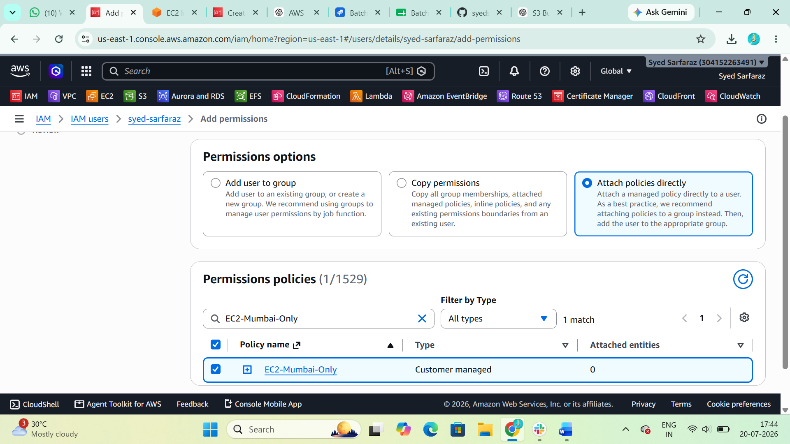 (10) \
Add
EC2 I
Creat
AWS
Batch
Batch
syed-
S3 Bu
Ask Gemini
us-east-1.console.aws.amazon.com/iam/home?region=us-east-1#/users/details/syed-sarfaraz/add-permissions
aws
Search
[Alt+S]
Global
Syed Sarfaraz (304152263491)
Syed Sarfaraz
IAM
VPC
EC2
S3
Aurora and RDS
EFS
CloudFormation
Lambda
Amazon EventBridge
Route 53
Certificate Manager
CloudFront
CloudWatch
IAM
IAM users
syed-sarfaraz
Add permissions
Permissions options
Add user to group
Add user to an existing group, or create a
new group. We recommend using groups to
manage user permissions by job function.
Copy permissions
Copy all group memberships, attached
managed policies, inline policies, and any
existing permissions boundaries from an
existing user.
Attach policies directly
Attach a managed policy directly to a user.
As a best practice, we recommend
attaching policies to a group instead. Then,
add the user to the appropriate group.
Permissions policies (1/1529)
Filter by Type
EC2-Mumbai-Only
All types
1 match
1
Policy name
Type
Attached entities
EC2-Mumbai-Only
Customer managed
0
CloudShell
Agent Toolkit for AWS
Feedback
Console Mobile App
© 2026, Amazon Web Services, Inc. or its affiliates.
Privacy
Terms
Cookie preferences
3
30°C
Mostly cloudy
Search
ENG
IN
17:44
20-07-2026